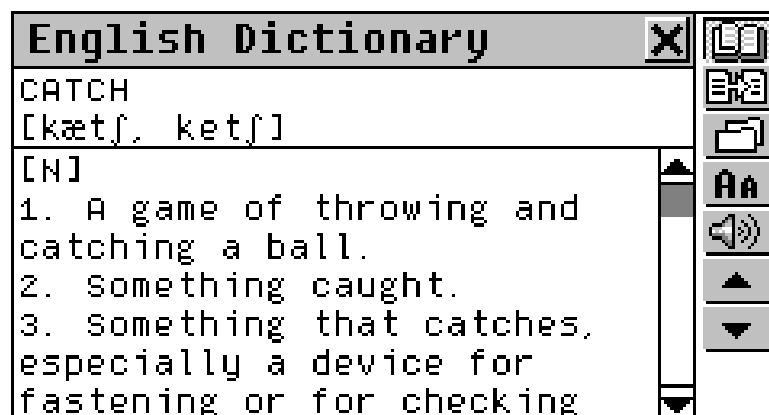 English Dictionary
CATCH
[kætʃ, ketʃ]
[N]
1. A game of throwing and
catching a ball.
2. Something caught.
3. Something that catches,
especially a device for
fastening or for checking
AA